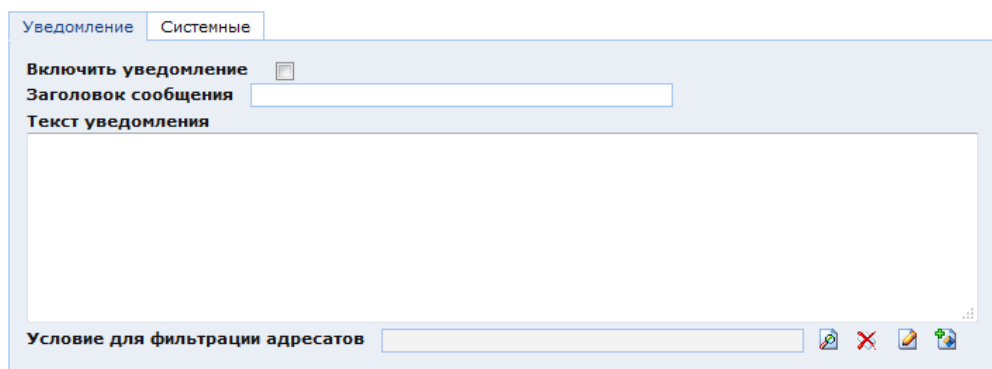 Уведомление Системные
Включить уведомление
Заголовок сообщения
Текст уведомления
Условие для фильтрации адресатов